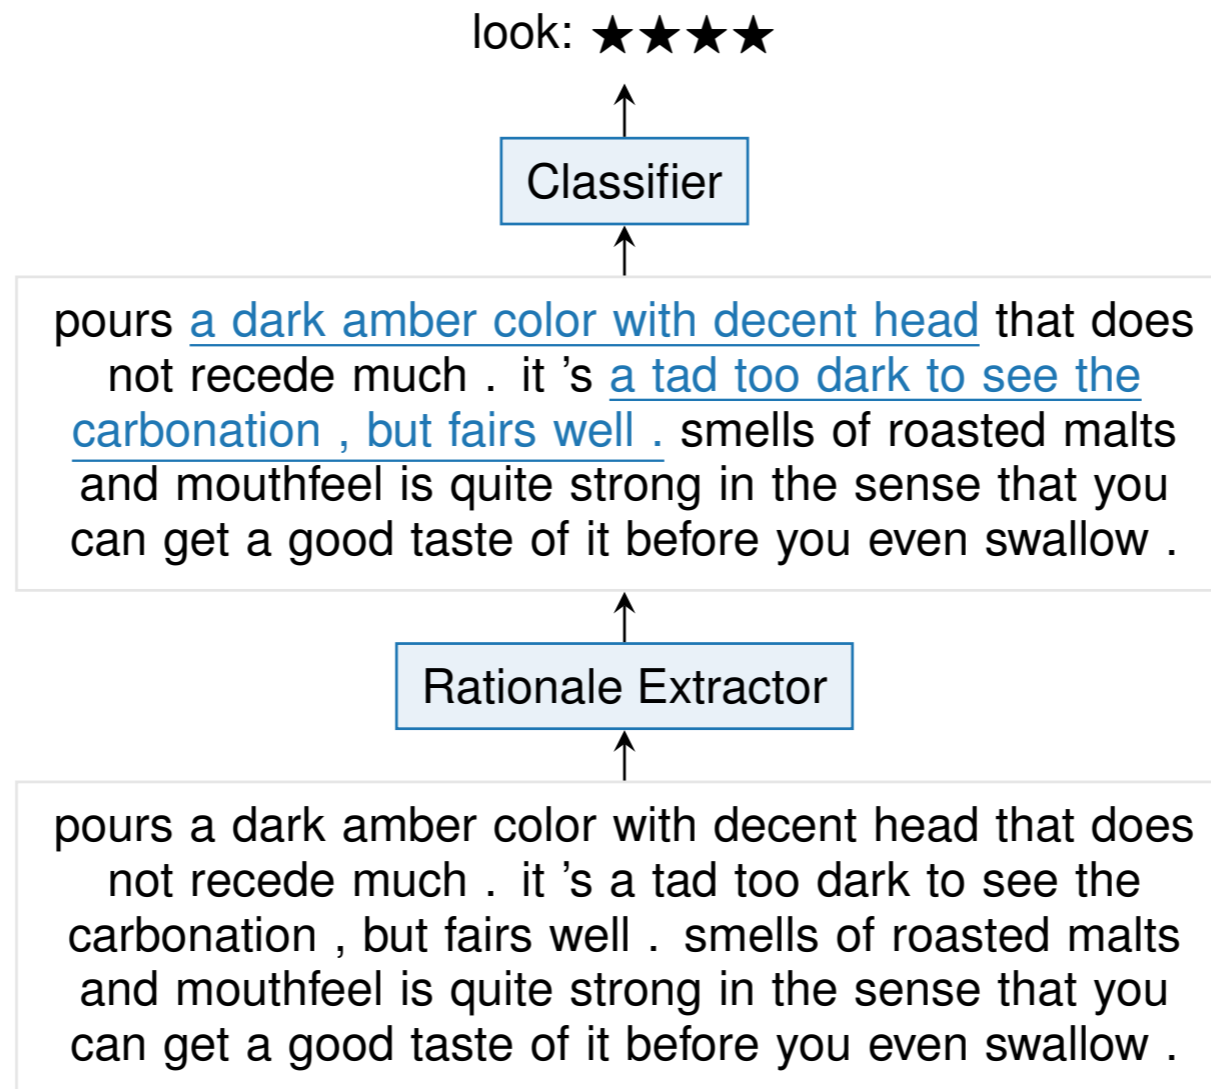 look: ★★★★
Classifier
pours a dark amber color with decent head that does
not recede much . it 's a tad too dark to see the
carbonation , but fairs well . smells of roasted malts
and mouthfeel is quite strong in the sense that you
can get a good taste of it before you even swallow .
Rationale Extractor
pours a dark amber color with decent head that does
not recede much . it 's a tad too dark to see the
carbonation , but fairs well . smells of roasted malts
and mouthfeel is quite strong in the sense that you
can get a good taste of it before you even swallow .